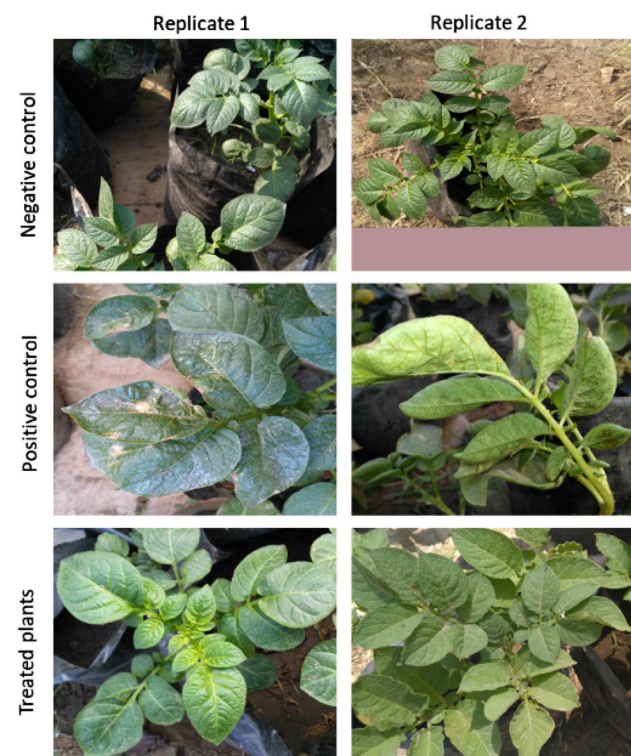 Replicate 1
Replicate 2
Negative control
Positive control
Treated plants